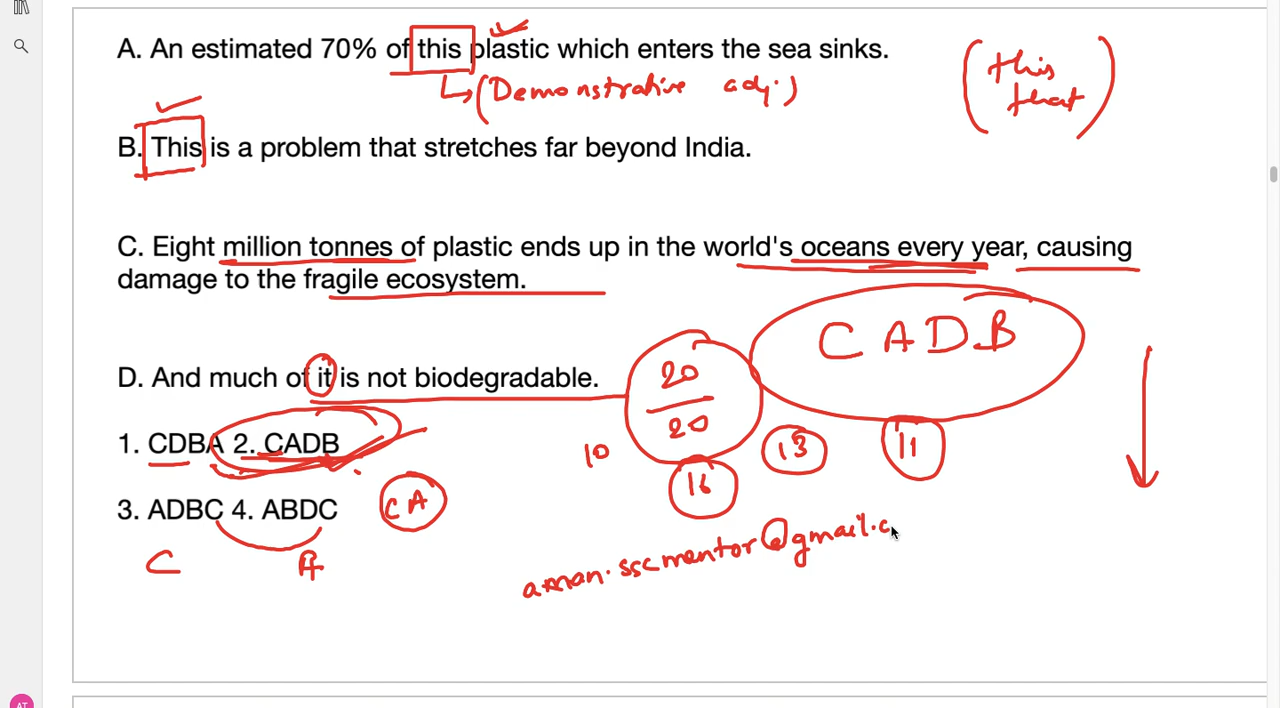 A. An estimated 70% of this plastic which enters the sea sinks.
(this that)
(Demonstrative adj.)
B. This is a problem that stretches far beyond India.
C. Eight million tonnes of plastic ends up in the world's oceans every year, causing
damage to the fragile ecosystem.
CADB
D. And much of it is not biodegradable.
20
20
1. CDBA 2. CADB
10
13
11
16
3. ADBC 4. ABDC
CA
C
aman.sscmentor@gmail.c
AT